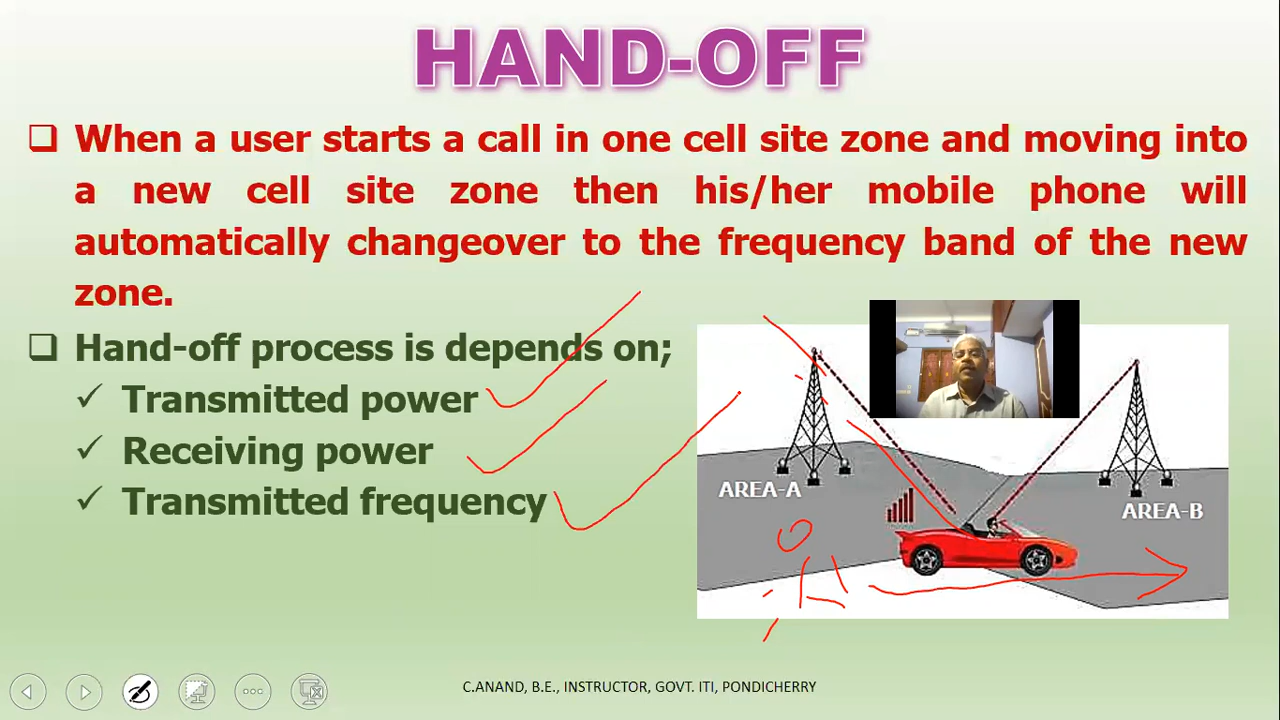 HAND-OFF
❑ When a user starts a call in one cell site zone and moving into
a new cell site zone then his/her mobile phone will
automatically changeover to the frequency band of the new
zone.
❑ Hand-off process is depends on;
✓ Transmitted power
✓ Receiving power
✓ Transmitted frequency
AREA-A
AREA-B
C.ANAND, B.E., INSTRUCTOR, GOVT. ITI, PONDICHERRY